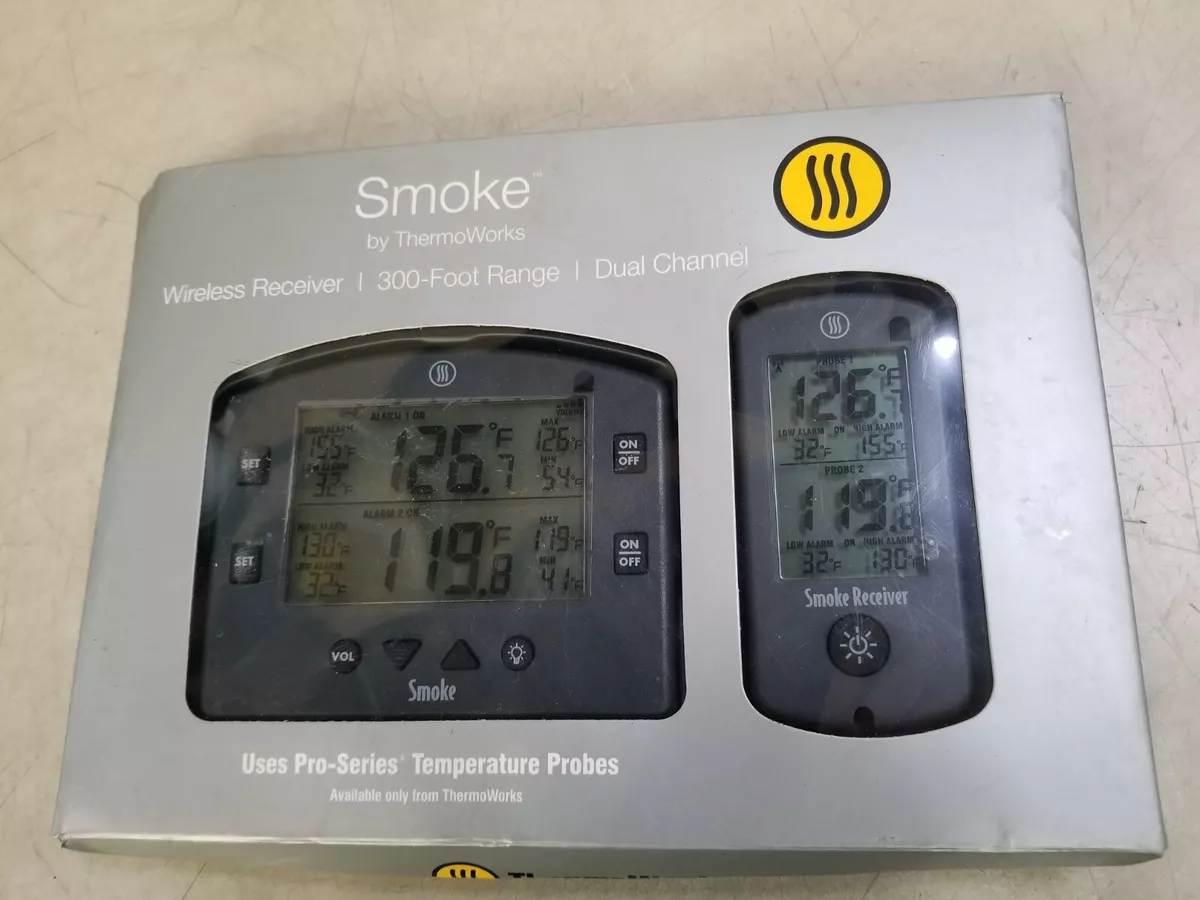 Smoke™
by ThermoWorks
Wireless Receiver | 300-Foot Range | Dual Channel
ALARM 1 ON
HIGH ALARM
155°F
LOW ALARM
32°F
126.7°F
MAX
126°F
MIN
54°F
SET
ON
OFF
ALARM 2 ON
HIGH ALARM
130°F
LOW ALARM
32°F
119.8°F
MAX
119°F
MIN
41°F
SET
ON
OFF
VOL
Smoke
PROBE 1
126.7°F
LOW ALARM ON HIGH ALARM
32°F 155°F
PROBE 2
119.8°F
LOW ALARM ON HIGH ALARM
32°F 130°F
Smoke Receiver
Uses Pro-Series® Temperature Probes
Available only from ThermoWorks